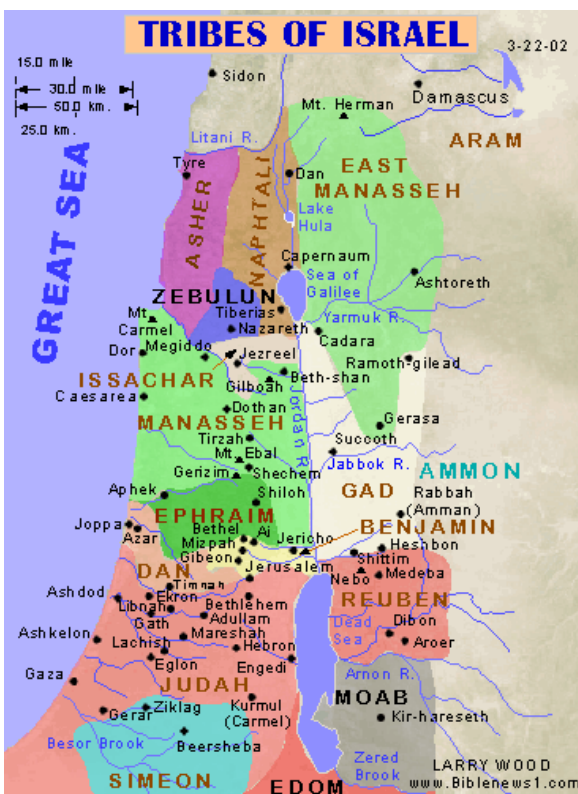 TRIBES OF ISRAEL
3-22-02
15.0 mile
30.0 mile
50.0 km.
25.0 km.
Sidon
Mt. Herman
Damascus
Litani R.
ARAM
Tyre
Dan
EAST
MANASSEH
ASHER
NAPHTALI
Lake
Hula
GREAT SEA
Capernaum
Sea of
Galilee
Ashtoreth
ZEBULUN
Tiberias
Mt.
Carmel
Nazareth
Yarmuk R.
Cadara
Dor
Megiddo
Jezreel
Ramoth-gilead
ISSACHAR
Gilboah
Beth-shan
Caesarea
Dothan
Jordan R.
MANASSEH
Gerasa
Tirzah
Succoth
Mt. Ebal
Gerizim
Shechem
Jabbok R.
AMMON
Aphek
Shiloh
GAD
Rabbah
(Amman)
EPHRAIM
Joppa
Azar
Bethel
Ai
BENJAMIN
Mizpah
Jericho
Heshbon
Gibeon
Shittim
DAN
Jerusalem
Nebo
Medeba
Timnah
Ashdod
Ekron
REUBEN
Libnah
Bethlehem
Gath
Adullam
Dibon
Dead
Sea
Ashkelon
Mareshah
Aroer
Lachish
Hebron
Eglon
Engedi
Gaza
Arnon R.
JUDAH
MOAB
Ziklag
Kurmul
(Carmel)
Gerar
Kir-hareseth
Besor Brook
Beersheba
Zered
Brook
LARRY WOOD
SIMEON
EDOM
www.Biblenews1.com